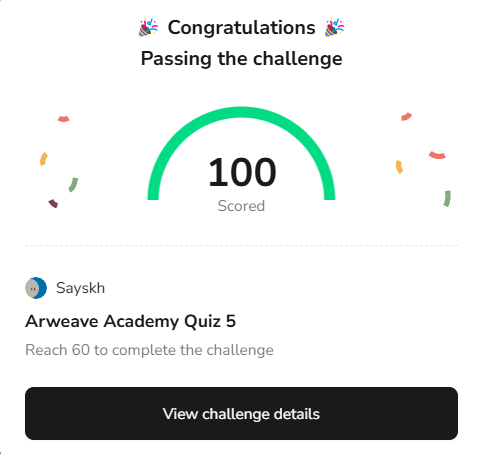 🎉 Congratulations 🎉
Passing the challenge
100
Scored
Sayskh
Arweave Academy Quiz 5
Reach 60 to complete the challenge
View challenge details